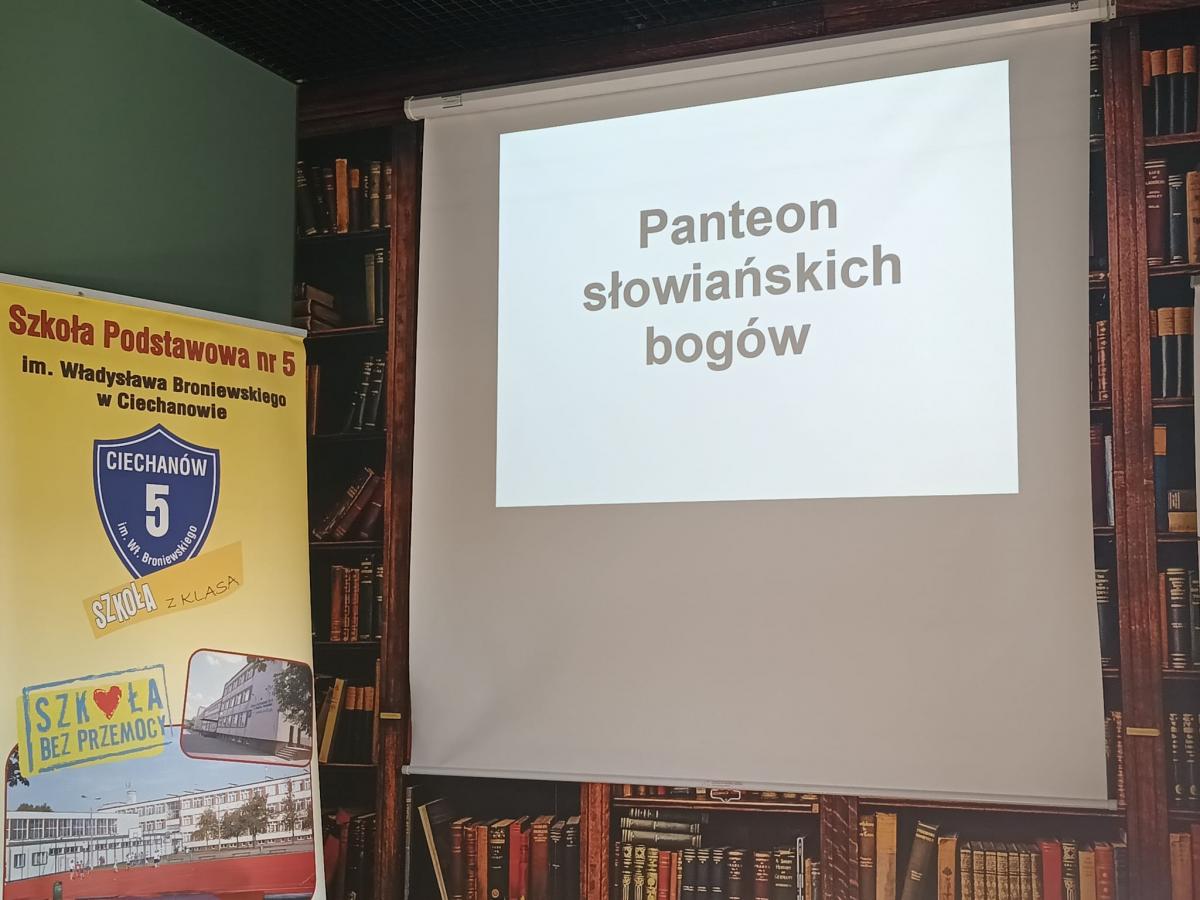 Szkoła Podstawowa nr 5
im. Władysława Broniewskiego
w Ciechanowie
CIECHANÓW
5
im. Wł. Broniewskiego
SZKOŁA Z KLASĄ
SZKOŁA
BEZ PRZEMOCY
Panteon
słowiańskich
bogów